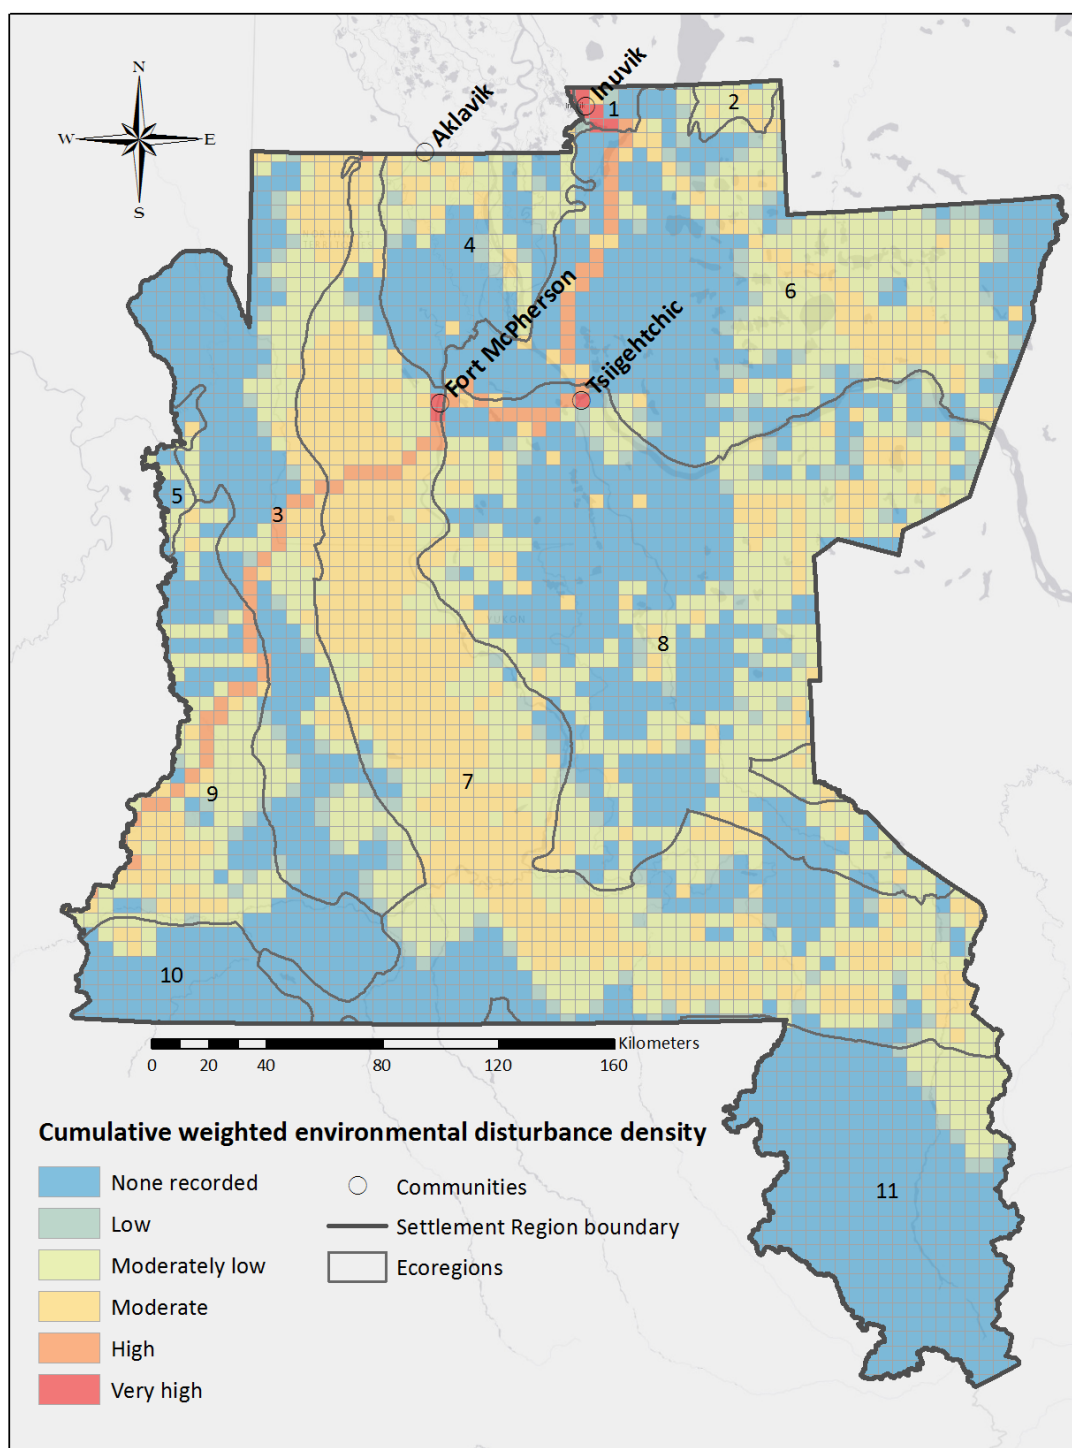 N
W
E
S
Aklavik
Inuvik
1
2
4
6
Fort McPherson
Tsiigehtchic
5
3
YUKON
8
7
9
10
11
Kilometers
0 20 40 80 120 160
Cumulative weighted environmental disturbance density
None recorded
Low
Moderately low
Moderate
High
Very high
Communities
Settlement Region boundary
Ecoregions